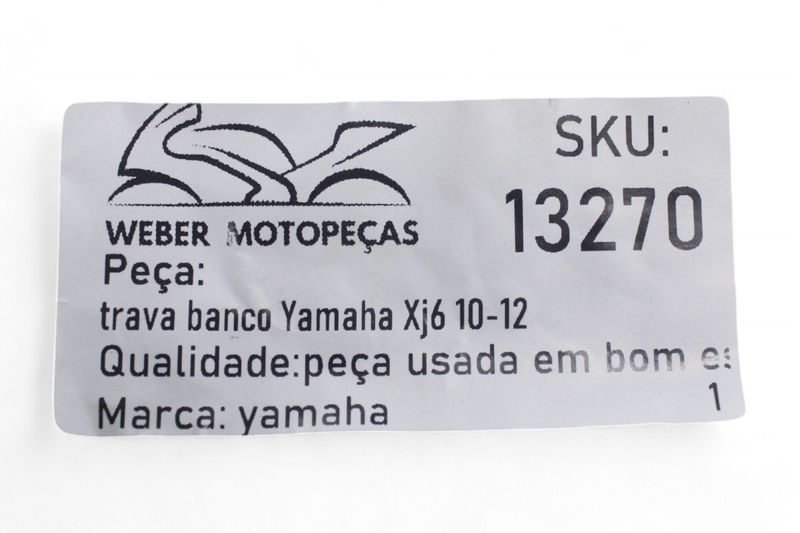 WEBER MOTOPEÇAS
SKU:
13270
Peça:
trava banco Yamaha Xj6 10-12
Qualidade:peça usada em bom
Marca: yamaha
1